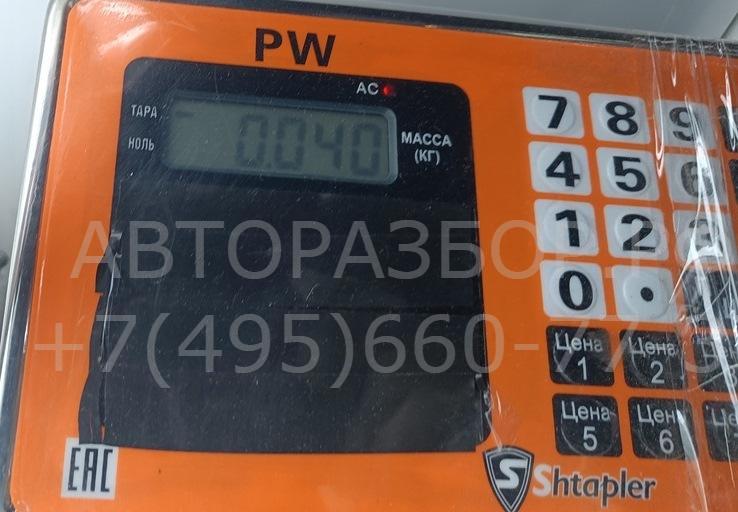 PW
AC
ТАРА
НОЛЬ
0.040
МАССА
(КГ)
7 8 9
4 5 6
1 2 3
0 .
Цена 1
Цена 2
Цена 5
Цена 6
АВТОРАЗБОР
+7(495)660-77
EAC
S Shtapler